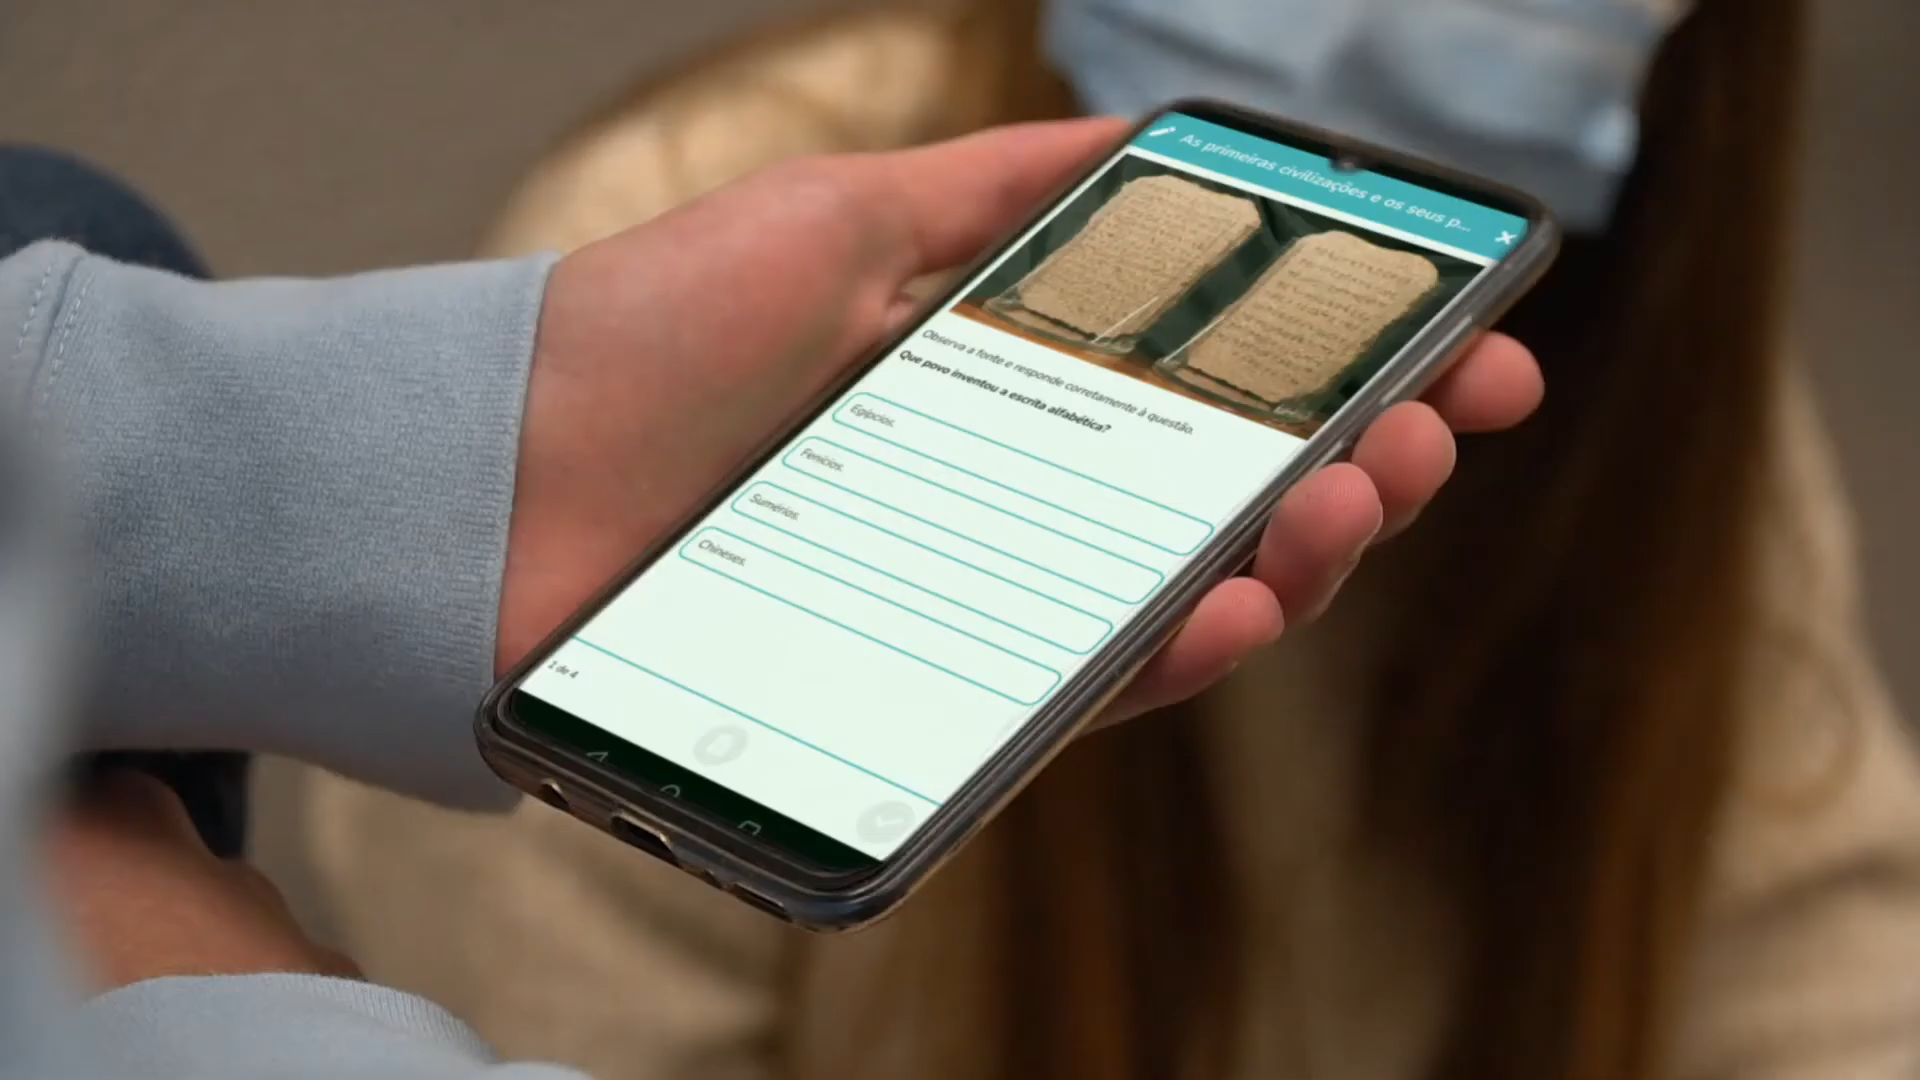 As primeiras civilizações e os seus p...
Observa a fonte e responde corretamente à questão.
Que povo inventou a escrita alfabética?
Egípcios.
Fenícios.
Sumérios.
Chineses.
1 de 4